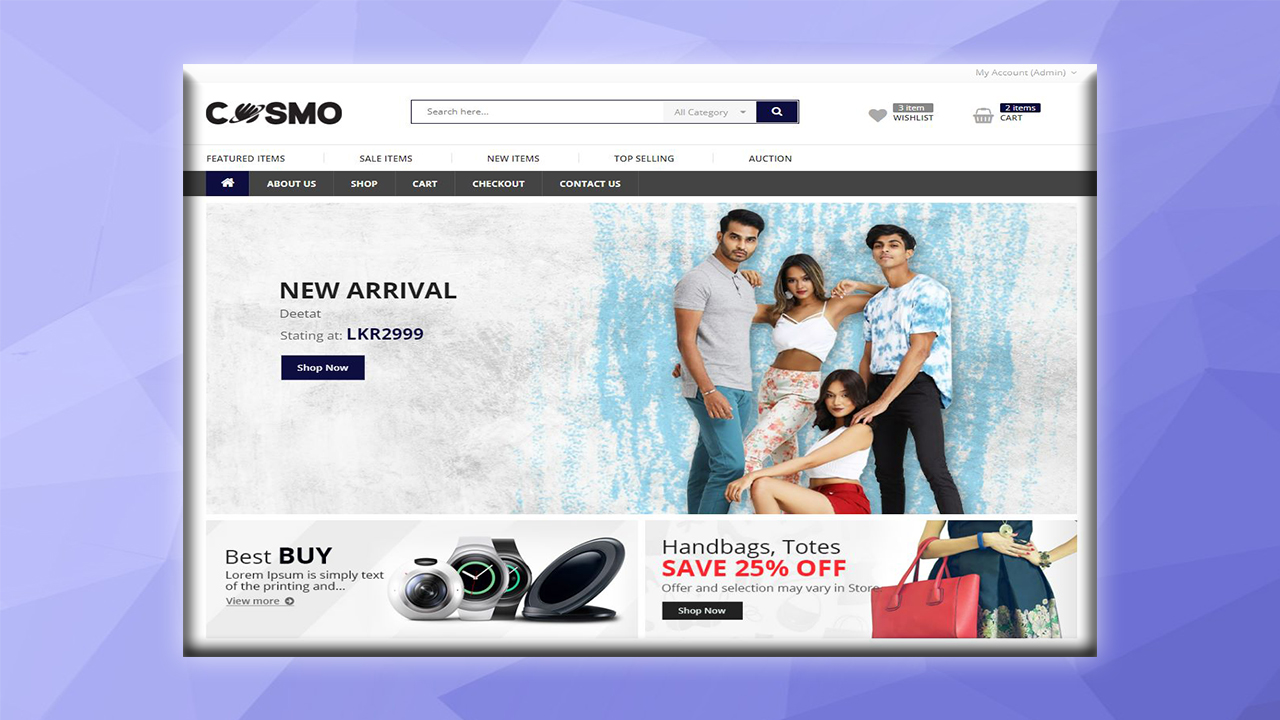 My Account (Admin)
COSMO
Search here...
All Category
3 item
WISHLIST
2 items
CART
FEATURED ITEMS
SALE ITEMS
NEW ITEMS
TOP SELLING
AUCTION
ABOUT US
SHOP
CART
CHECKOUT
CONTACT US
NEW ARRIVAL
Deetat
Stating at: LKR2999
Shop Now
Best BUY
Lorem Ipsum is simply text
of the printing and...
View more
Handbags, Totes
SAVE 25% OFF
Offer and selection may vary in Store.
Shop Now